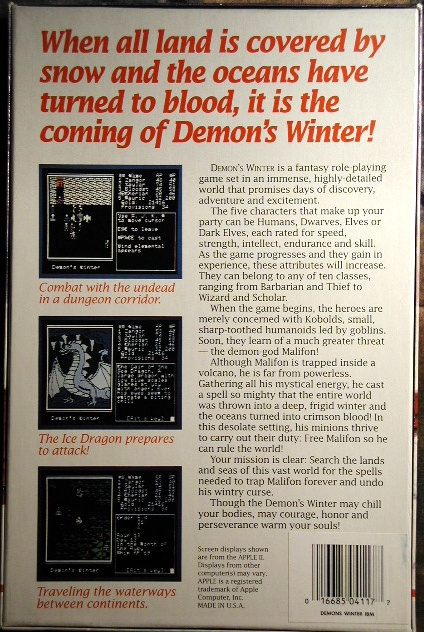 When all land is covered by
snow and the oceans have
turned to blood, it is the
coming of Demon's Winter!
DEMON'S WINTER is a fantasy role-playing
game set in an immense, highly-detailed
world that promises days of discovery,
adventure and excitement.
The five characters that make up your
party can be Humans, Dwarves, Elves or
Dark Elves, each rated for speed,
strength, intellect, endurance and skill.
As the game progresses and they gain in
experience, these attributes will increase.
They can belong to any of ten classes,
ranging from Barbarian and Thief to
Wizard and Scholar.
When the game begins, the heroes are
merely concerned with Kobolds, small,
sharp-toothed humanoids led by goblins.
Soon, they learn of a much greater threat
— the demon-god Malifon!
Although Malifon is trapped inside a
volcano, he is far from powerless.
Gathering all his mystical energy, he cast
a spell so mighty that the entire world
was thrown into a deep, frigid winter and
the oceans turned into crimson blood! In
this desolate setting, his minions thrive
to carry out their duty: Free Malifon so he
can rule the world!
Your mission is clear: Search the lands
and seas of this vast world for the spells
needed to trap Malifon forever and undo
his wintry curse.
Though the Demon's Winter may chill
your bodies, may courage, honor and
perseverance warm your souls!
to move cursor
ESC to leave
SPACE to cast
Wind elemental
appears
Demon's Winter
Combat with the undead
in a dungeon corridor.
Demon's Winter
The Ice Dragon prepares
to attack!
Demon's Winter
Traveling the waterways
between continents.
Screen displays shown
are from the APPLE II.
Displays from other
computer(s) may vary.
APPLE is a registered
trademark of Apple
Computer, Inc.
MADE IN U.S.A.
0 16685 04117 7
DEMONS WINTER IBM